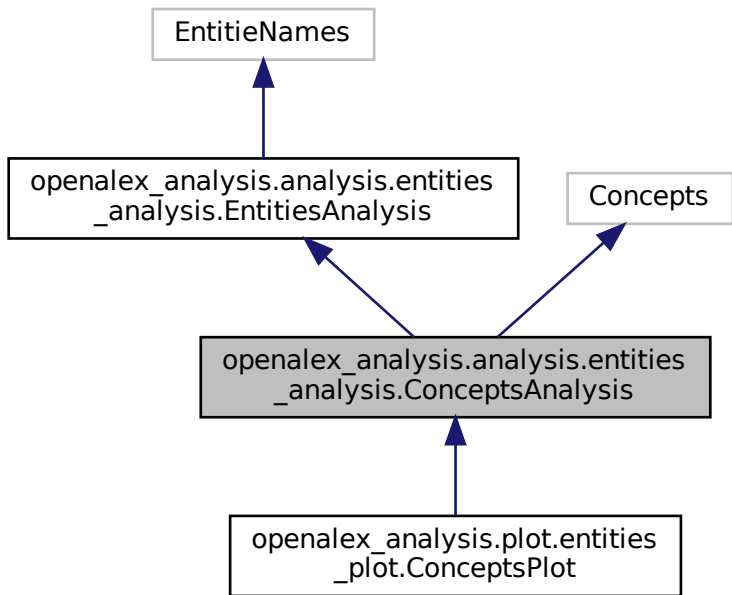 EntitieNames
openalex_analysis.analysis.entities
_analysis.EntitiesAnalysis
Concepts
openalex_analysis.analysis.entities
_analysis.ConceptsAnalysis
openalex_analysis.plot.entities
_plot.ConceptsPlot